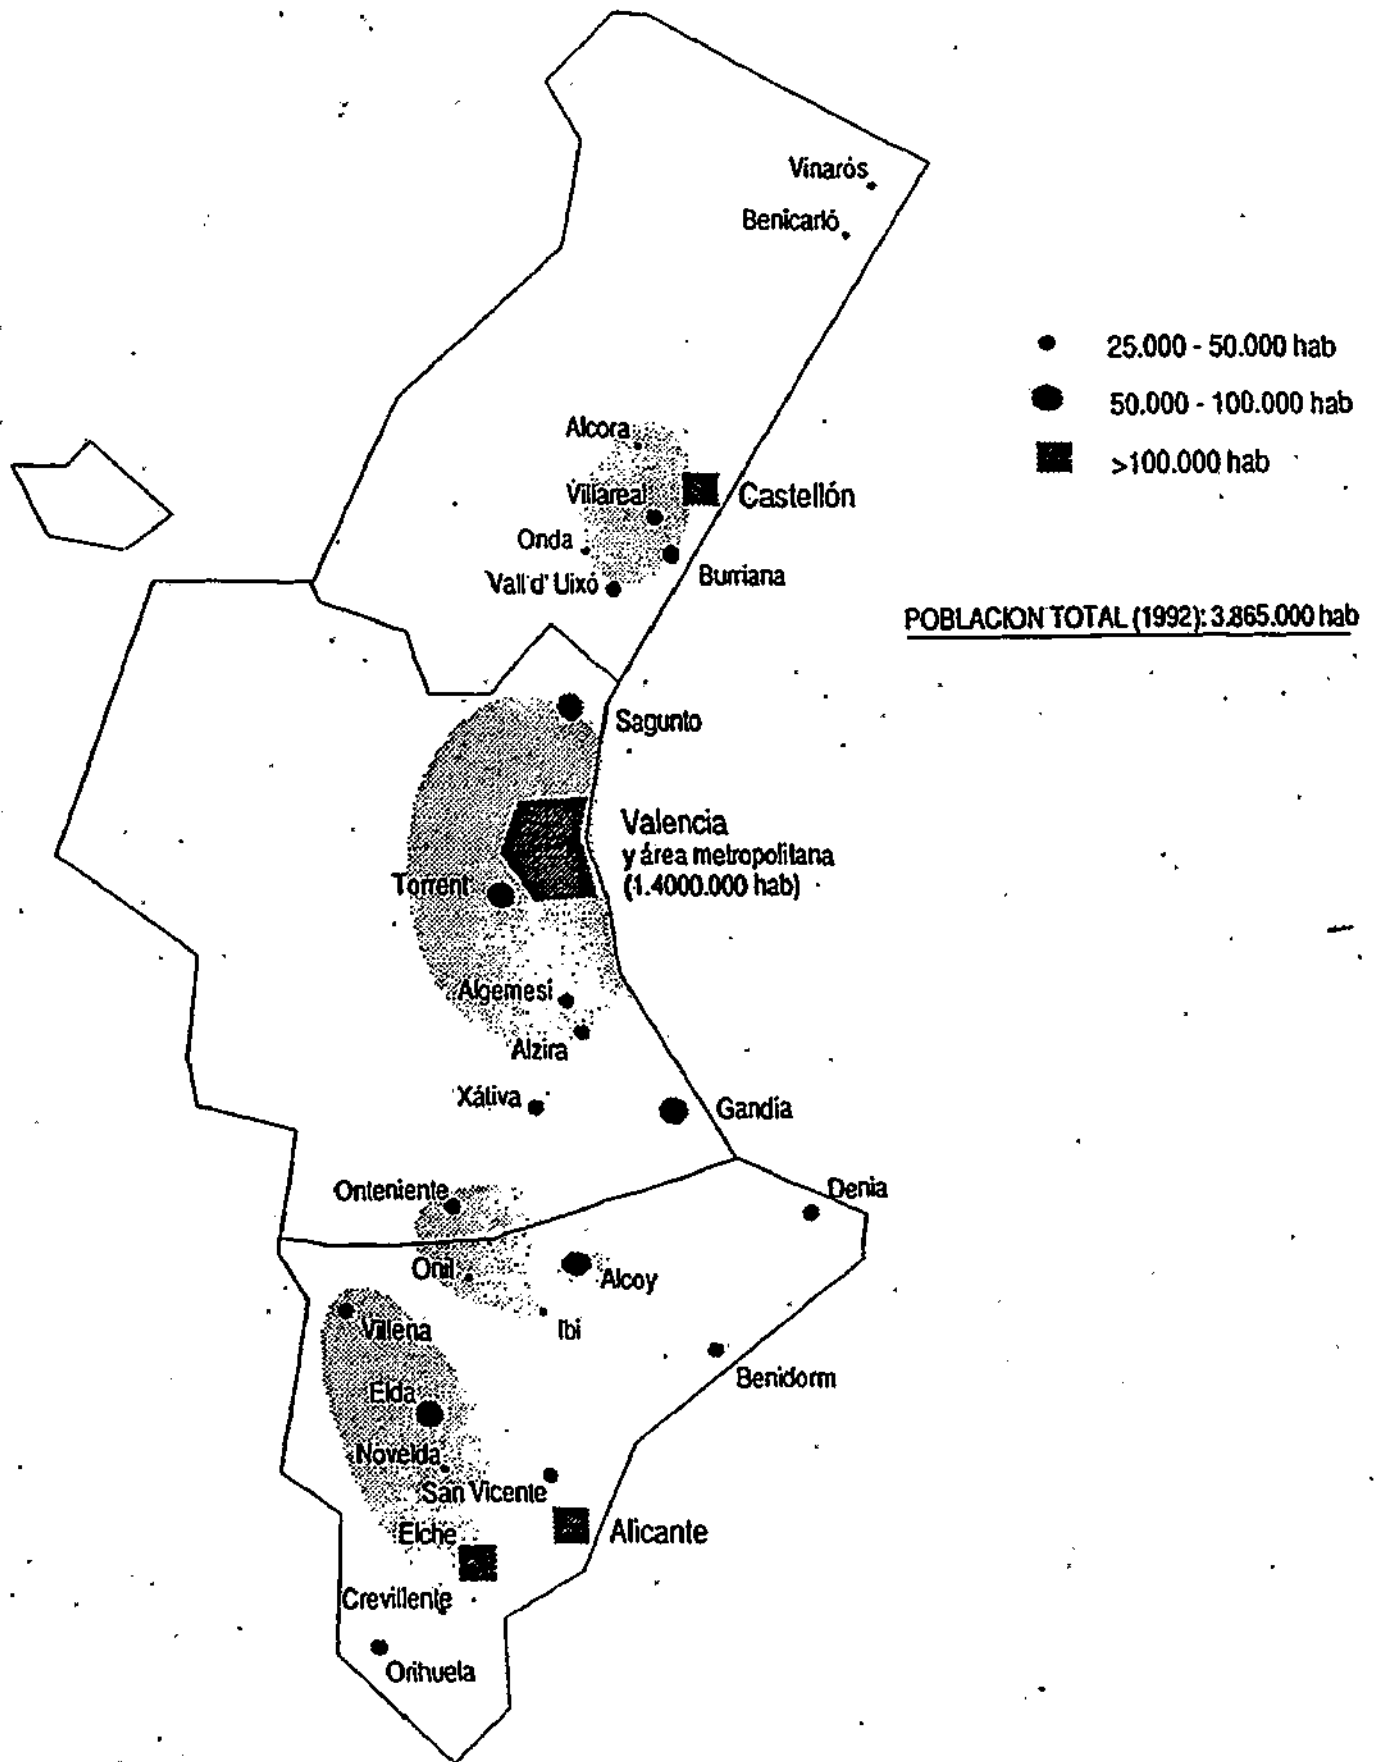 Vinarós
Benicarló
25.000 - 50.000 hab
50.000 - 100.000 hab
>100.000 hab
Alcora
Villareal
Castellón
Onda
Vall d' Uixó
Burriana
POBLACION TOTAL (1992): 3.865.000 hab
Sagunto
Valencia
y área metropolitana
(1.4000.000 hab)
Torrent
Algemesí
Alzira
Xátiva
Gandía
Onteniente
Denia
Onil
Alcoy
Ibi
Villena
Benidorm
Elda
Novelda
San Vicente
Elche
Alicante
Crevillente
Orihuela